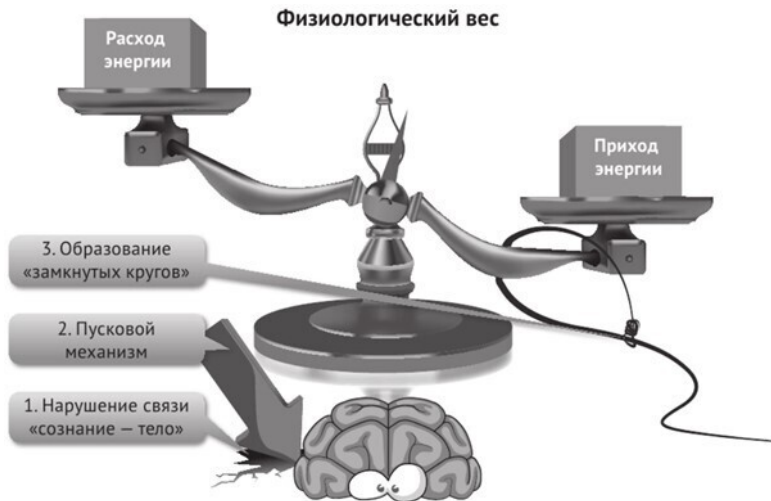 Физиологический вес
Расход
энергии
Приход
энергии
3. Образование
«замкнутых кругов»
2. Пусковой
механизм
1. Нарушение связи
«сознание — тело»